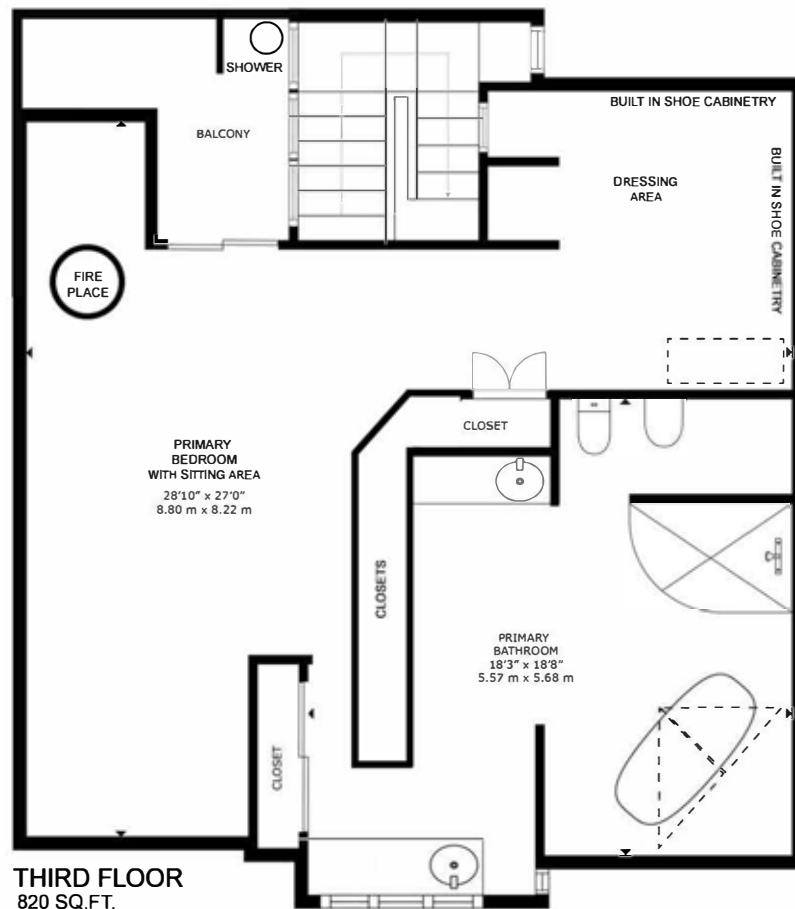 SHOWER
BUILT IN SHOE CABINETRY
BALCONY
BUILT IN SHOE CABINETRY
DRESSING
AREA
FIRE
PLACE
CLOSET
PRIMARY
BEDROOM
WITH SITTING AREA
28'10" x 27'0"
8.80 m x 8.22 m
CLOSETS
PRIMARY
BATHROOM
18'3" x 18'8"
5.57 m x 5.68 m
CLOSET
THIRD FLOOR
820 SQ.FT.